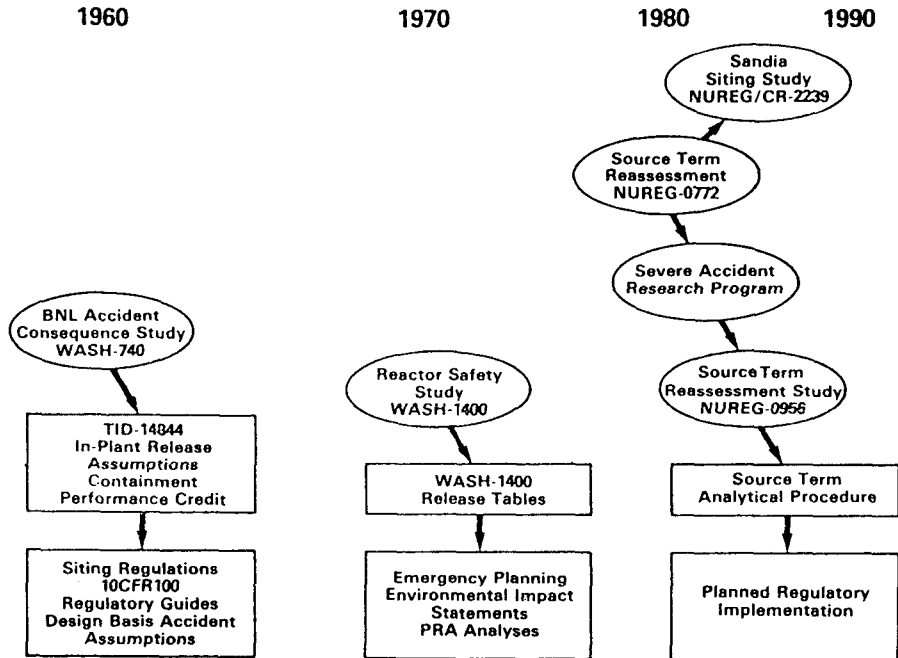 1960
1970
1980
1990
Sandia
Siting Study
NUREG/CR-2239
Source Term
Reassessment
NUREG-0772
Severe Accident
Research Program
BNL Accident
Consequence Study
WASH-740
Reactor Safety
Study
WASH-1400
Source Term
Reassessment Study
NUREG-0956
TID-14844
In-Plant Release
Assumptions
Containment
Performance Credit
WASH-1400
Release Tables
Source Term
Analytical Procedure
Siting Regulations
10CFR100
Regulatory Guides
Design Basis Accident
Assumptions
Emergency Planning
Environmental Impact
Statements
PRA Analyses
Planned Regulatory
Implementation